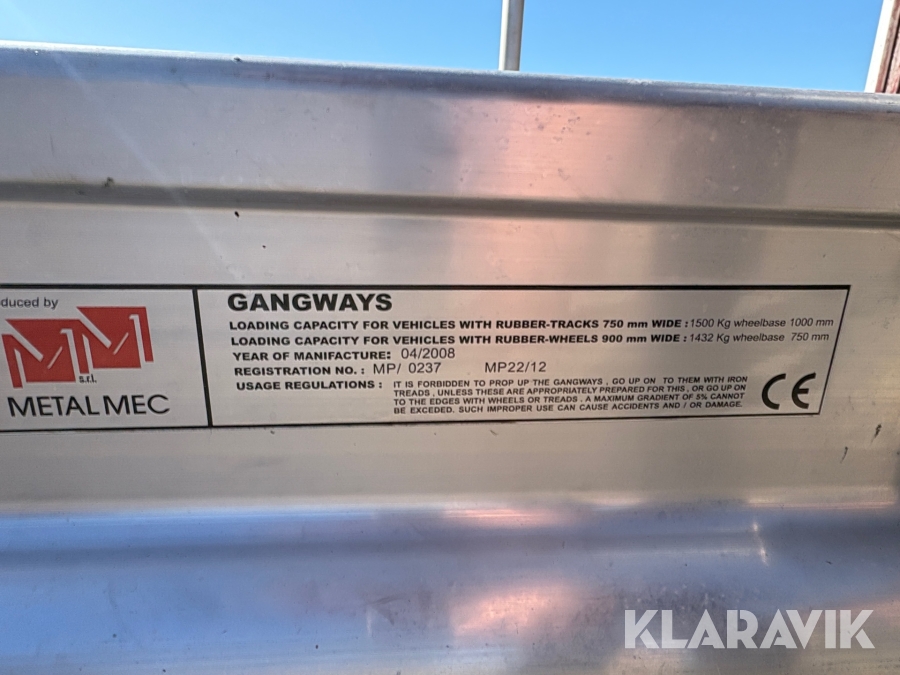 duced by
MM
s.r.l.
METALMEC
GANGWAYS
LOADING CAPACITY FOR VEHICLES WITH RUBBER-TRACKS 750 mm WIDE : 1500 Kg wheelbase 1000 mm
LOADING CAPACITY FOR VEHICLES WITH RUBBER-WHEELS 900 mm WIDE : 1432 Kg wheelbase 750 mm
YEAR OF MANIFACTURE: 04/2008
REGISTRATION NO. : MP/ 0237 MP22/12
USAGE REGULATIONS : IT IS FORBIDDEN TO PROP UP THE GANGWAYS , GO UP ON TO THEM WITH IRON
TREADS , UNLESS THESE ARE APPROPRIATELY PREPARED FOR THIS , OR GO UP ON
TO THE EDGES WITH WHEELS OR TREADS . A MAXIMUM GRADIENT OF 5% CANNOT
BE EXCEEDED. SUCH IMPROPER USE CAN CAUSE ACCIDENTS AND / OR DAMAGE.
CE
KLARAVIK